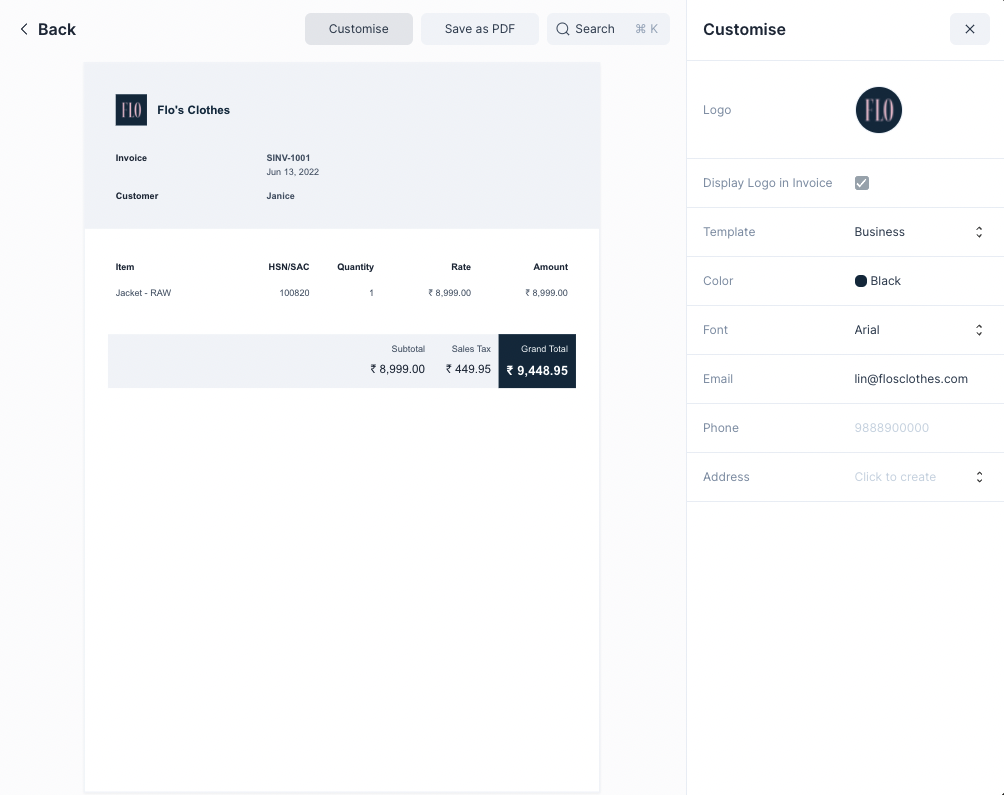 Back
Customise
Save as PDF
Search ⌘ K
FLO
Flo's Clothes
Invoice SINV-1001
Jun 13, 2022
Customer Janice
Item HSN/SAC Quantity Rate Amount
Jacket - RAW 100820 1 ₹ 8,999.00 ₹ 8,999.00
Subtotal Sales Tax Grand Total
₹ 8,999.00 ₹ 449.95 ₹ 9,448.95
Customise
Logo FLO
Display Logo in Invoice
Template Business
Color Black
Font Arial
Email lin@flosclothes.com
Phone 9888900000
Address Click to create